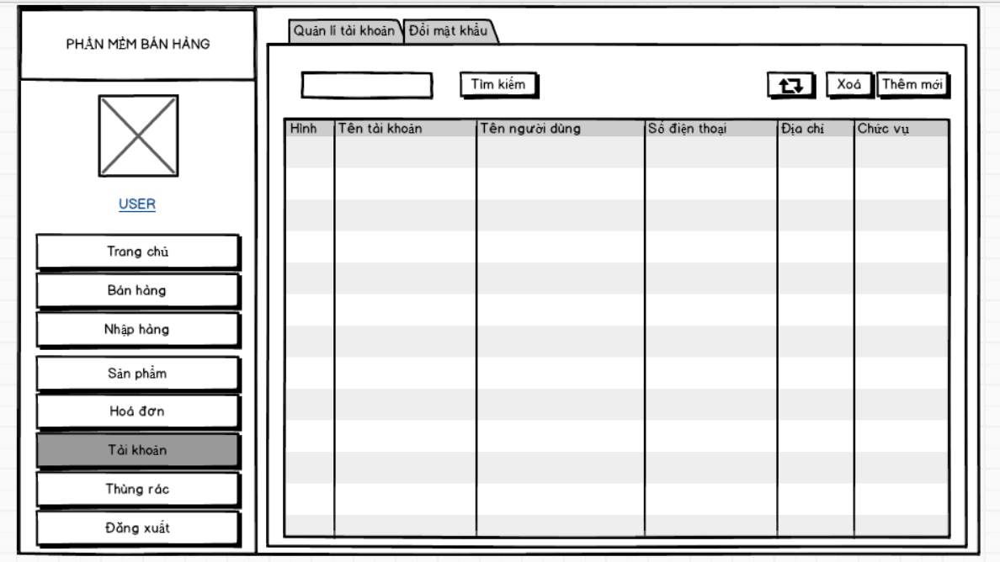 PHẦN MỀM BÁN HÀNG
USER
Trang chủ
Bán hàng
Nhập hàng
Sản phẩm
Hoá đơn
Tài khoản
Thùng rác
Đăng xuất
Quản lí tài khoản Đổi mật khẩu
Tìm kiếm Xoá Thêm mới
Hình Tên tài khoản Tên người dùng Số điện thoại Địa chỉ Chức vụ